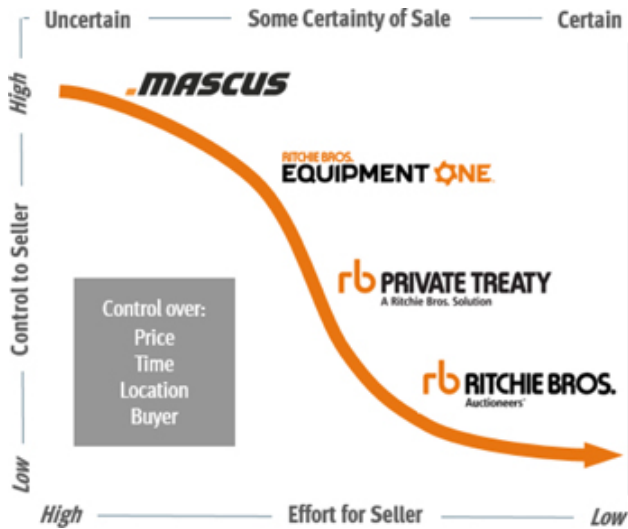 Uncertain Some Certainty of Sale Certain
High
Control to Seller
Low
.MASCUS
RITCHIE BROS.
EQUIPMENT ONE
rb PRIVATE TREATY
A Ritchie Bros. Solution
rb RITCHIE BROS.
Auctioneers®
Control over:
Price
Time
Location
Buyer
High Effort for Seller Low